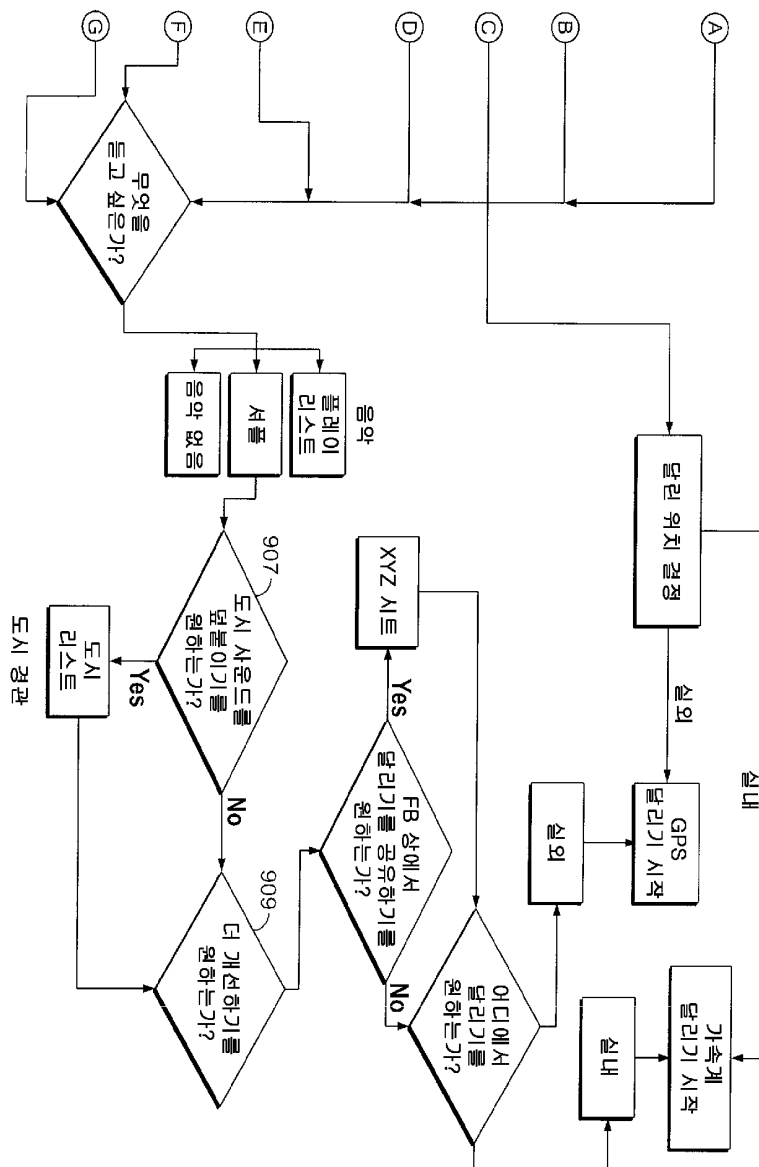 A
B
C
D
E
F
G
무엇을
듣고 싶은가?
음악
플레이
리스트
셔플
음악 없음
907
도시 사운드를
덮붙이기를
원하는가?
Yes
No
도시
리스트
도시 경관
909
더 개선하기를
원하는가?
FB 상에서
달리기를 공유하기를
원하는가?
Yes
No
XYZ 시트
어디에서
달리기를
원하는가?
달린 위치 결정
실외
실내
GPS
달리기 시작
실외
실내
가속계
달리기 시작